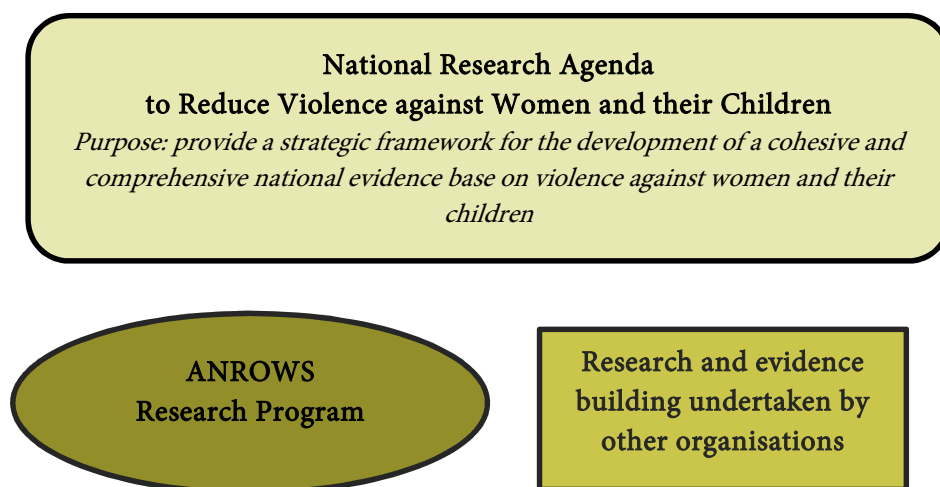 National Research Agenda
to Reduce Violence against Women and their Children
Purpose: provide a strategic framework for the development of a cohesive and
comprehensive national evidence base on violence against women and their
children
ANROWS
Research Program
Research and evidence
building undertaken by
other organisations